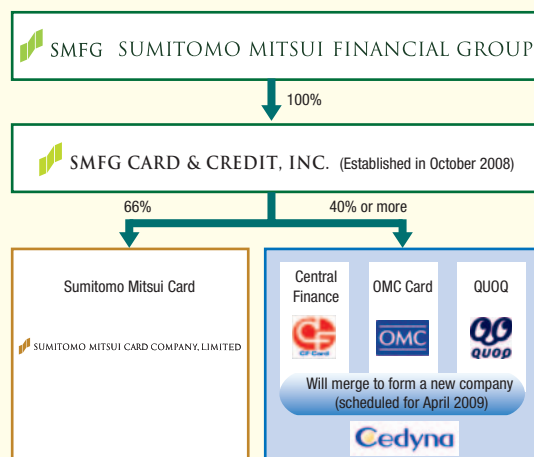 SMFG SUMITOMO MITSUI FINANCIAL GROUP
100%
SMFG CARD & CREDIT, INC. (Established in October 2008)
66%
40% or more
Sumitomo Mitsui Card
SUMITOMO MITSUI CARD COMPANY, LIMITED
Central
Finance
CF Card
OMC Card
OMC
QUOQ
QUOQ
Will merge to form a new company
(scheduled for April 2009)
Cedyna